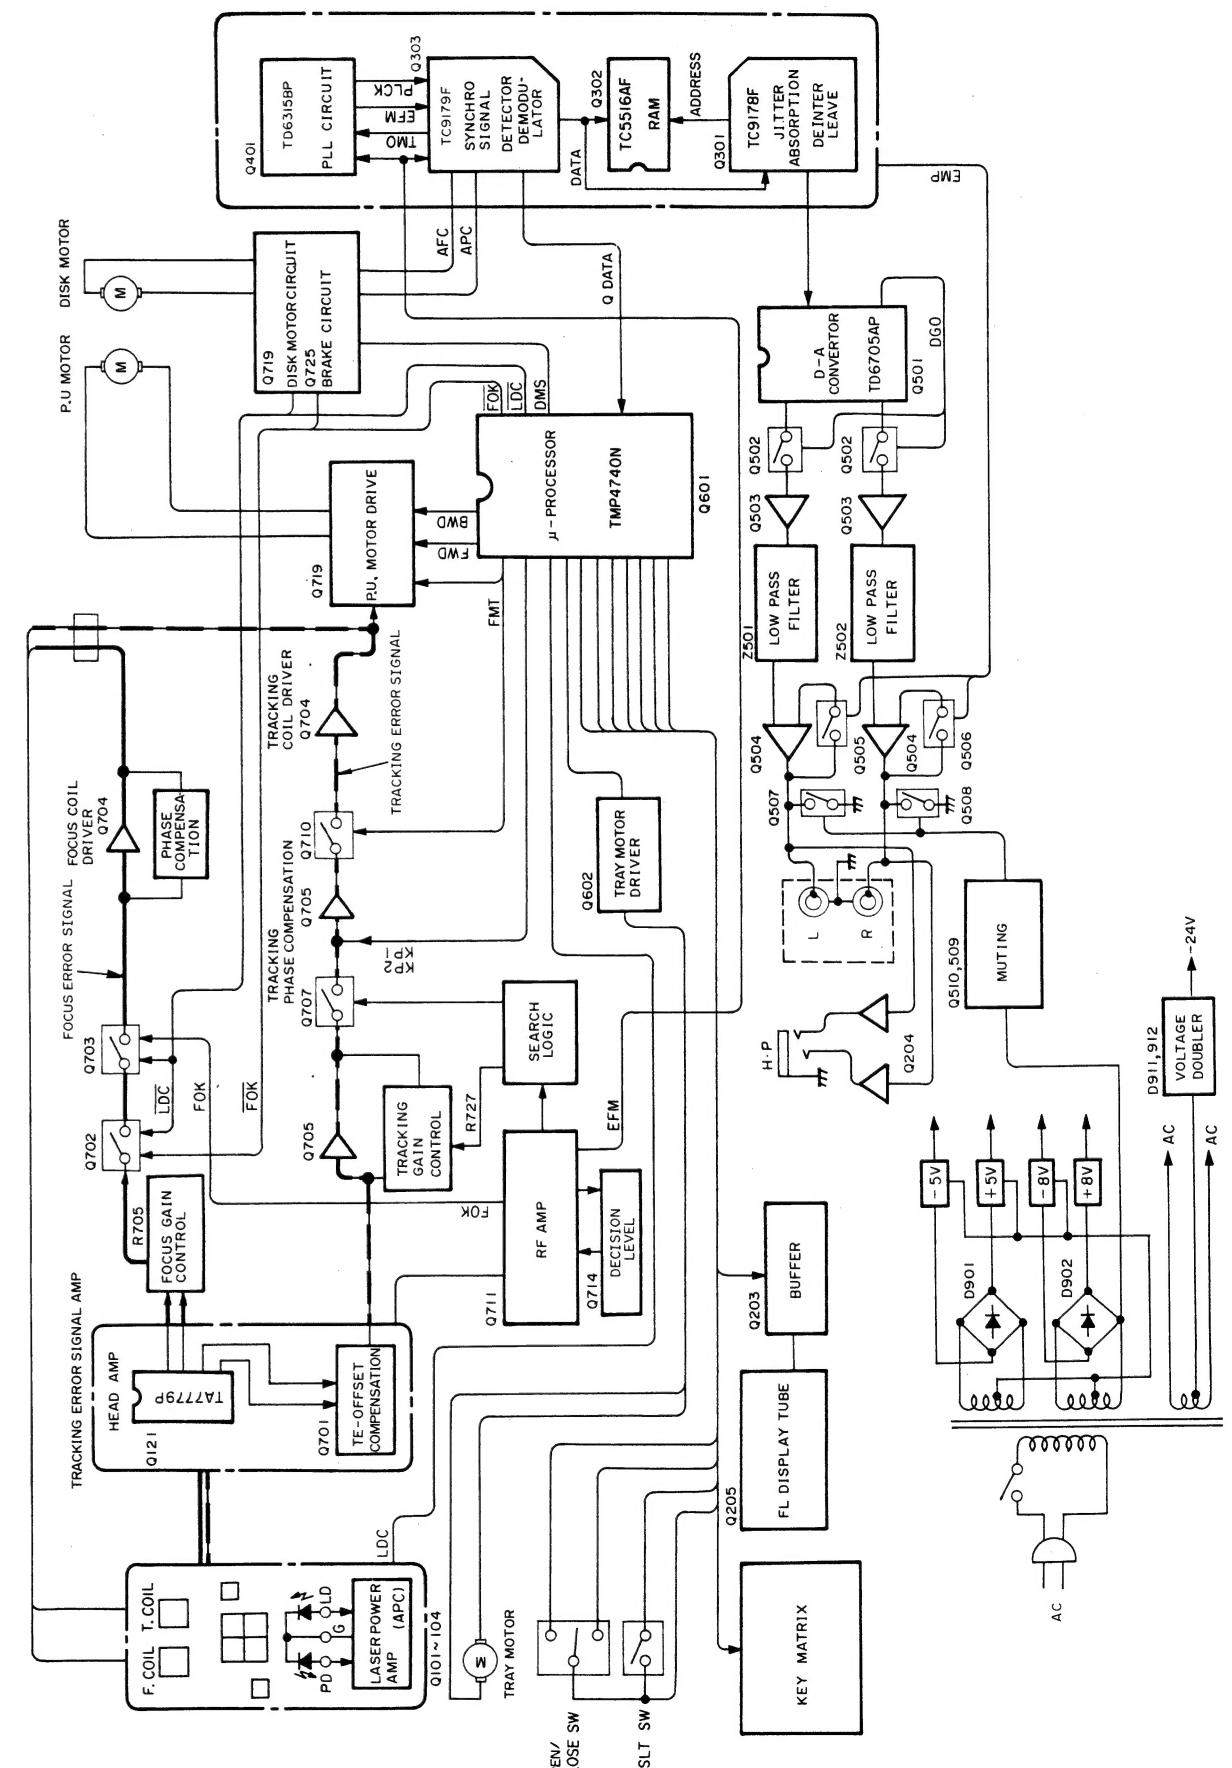 F. COIL T. COIL
PD
G
LD
LASER POWER
AMP (APC)
Q101~104
LDC
TRACKING ERROR SIGNAL AMP
HEAD AMP
TA7779P
Q121
Q701
TE-OFFSET
COMPENSATION
FOCUS GAIN
CONTROL
R705
Q702
LDC
FOK
FOK
Q703
FOCUS ERROR SIGNAL
FOCUS COIL
DRIVER
Q704
PHASE
COMPENSA-
TION
Q705
TRACKING
GAIN
CONTROL
R727
FOK
Q707
TRACKING
PHASE COMPENSATION
KP1
KP2
Q705
Q710
TRACKING ERROR SIGNAL
TRACKING
COIL DRIVER
Q704
SEARCH
LOGIC
Q711
RF AMP
EFM
Q714
DECISION
LEVEL
P.U MOTOR
M
DISK MOTOR
M
Q719
DISK MOTOR CIRCUIT
Q725
BRAKE CIRCUIT
Q719
P.U. MOTOR DRIVE
FMT
FWD
BWD
FOK
LDC
DMS
μ-PROCESSOR
TMP4740N
Q601
AFC
APC
Q DATA
Q401
TD6315BP
PLL CIRCUIT
TMO
EFM
PLCK
Q303
TC9179F
SYNCHRO
SIGNAL
DETECTOR
DEMODU-
LATOR
DATA
Q302
TC5516AF
RAM
ADDRESS
Q301
TC9178F
JITTER
ABSORPTION
DEINTER
LEAVE
EMP
D-A
CONVERTOR
TD6705AP
Q501
DGO
Q502
Q502
Q503
Q503
Z501
LOW PASS
FILTER
Z502
LOW PASS
FILTER
Q504
Q505
Q504
Q506
Q507
Q508
L
R
H·P
Q204
Q510,509
MUTING
Q602
TRAY MOTOR
DRIVER
TRAY MOTOR
M
EN/
OSE SW
SLT SW
Q203
BUFFER
Q205
FL DISPLAY TUBE
KEY MATRIX
AC
D901
D902
-5V
+5V
-8V
+8V
AC
AC
D911,912
VOLTAGE
DOUBLER
-24V